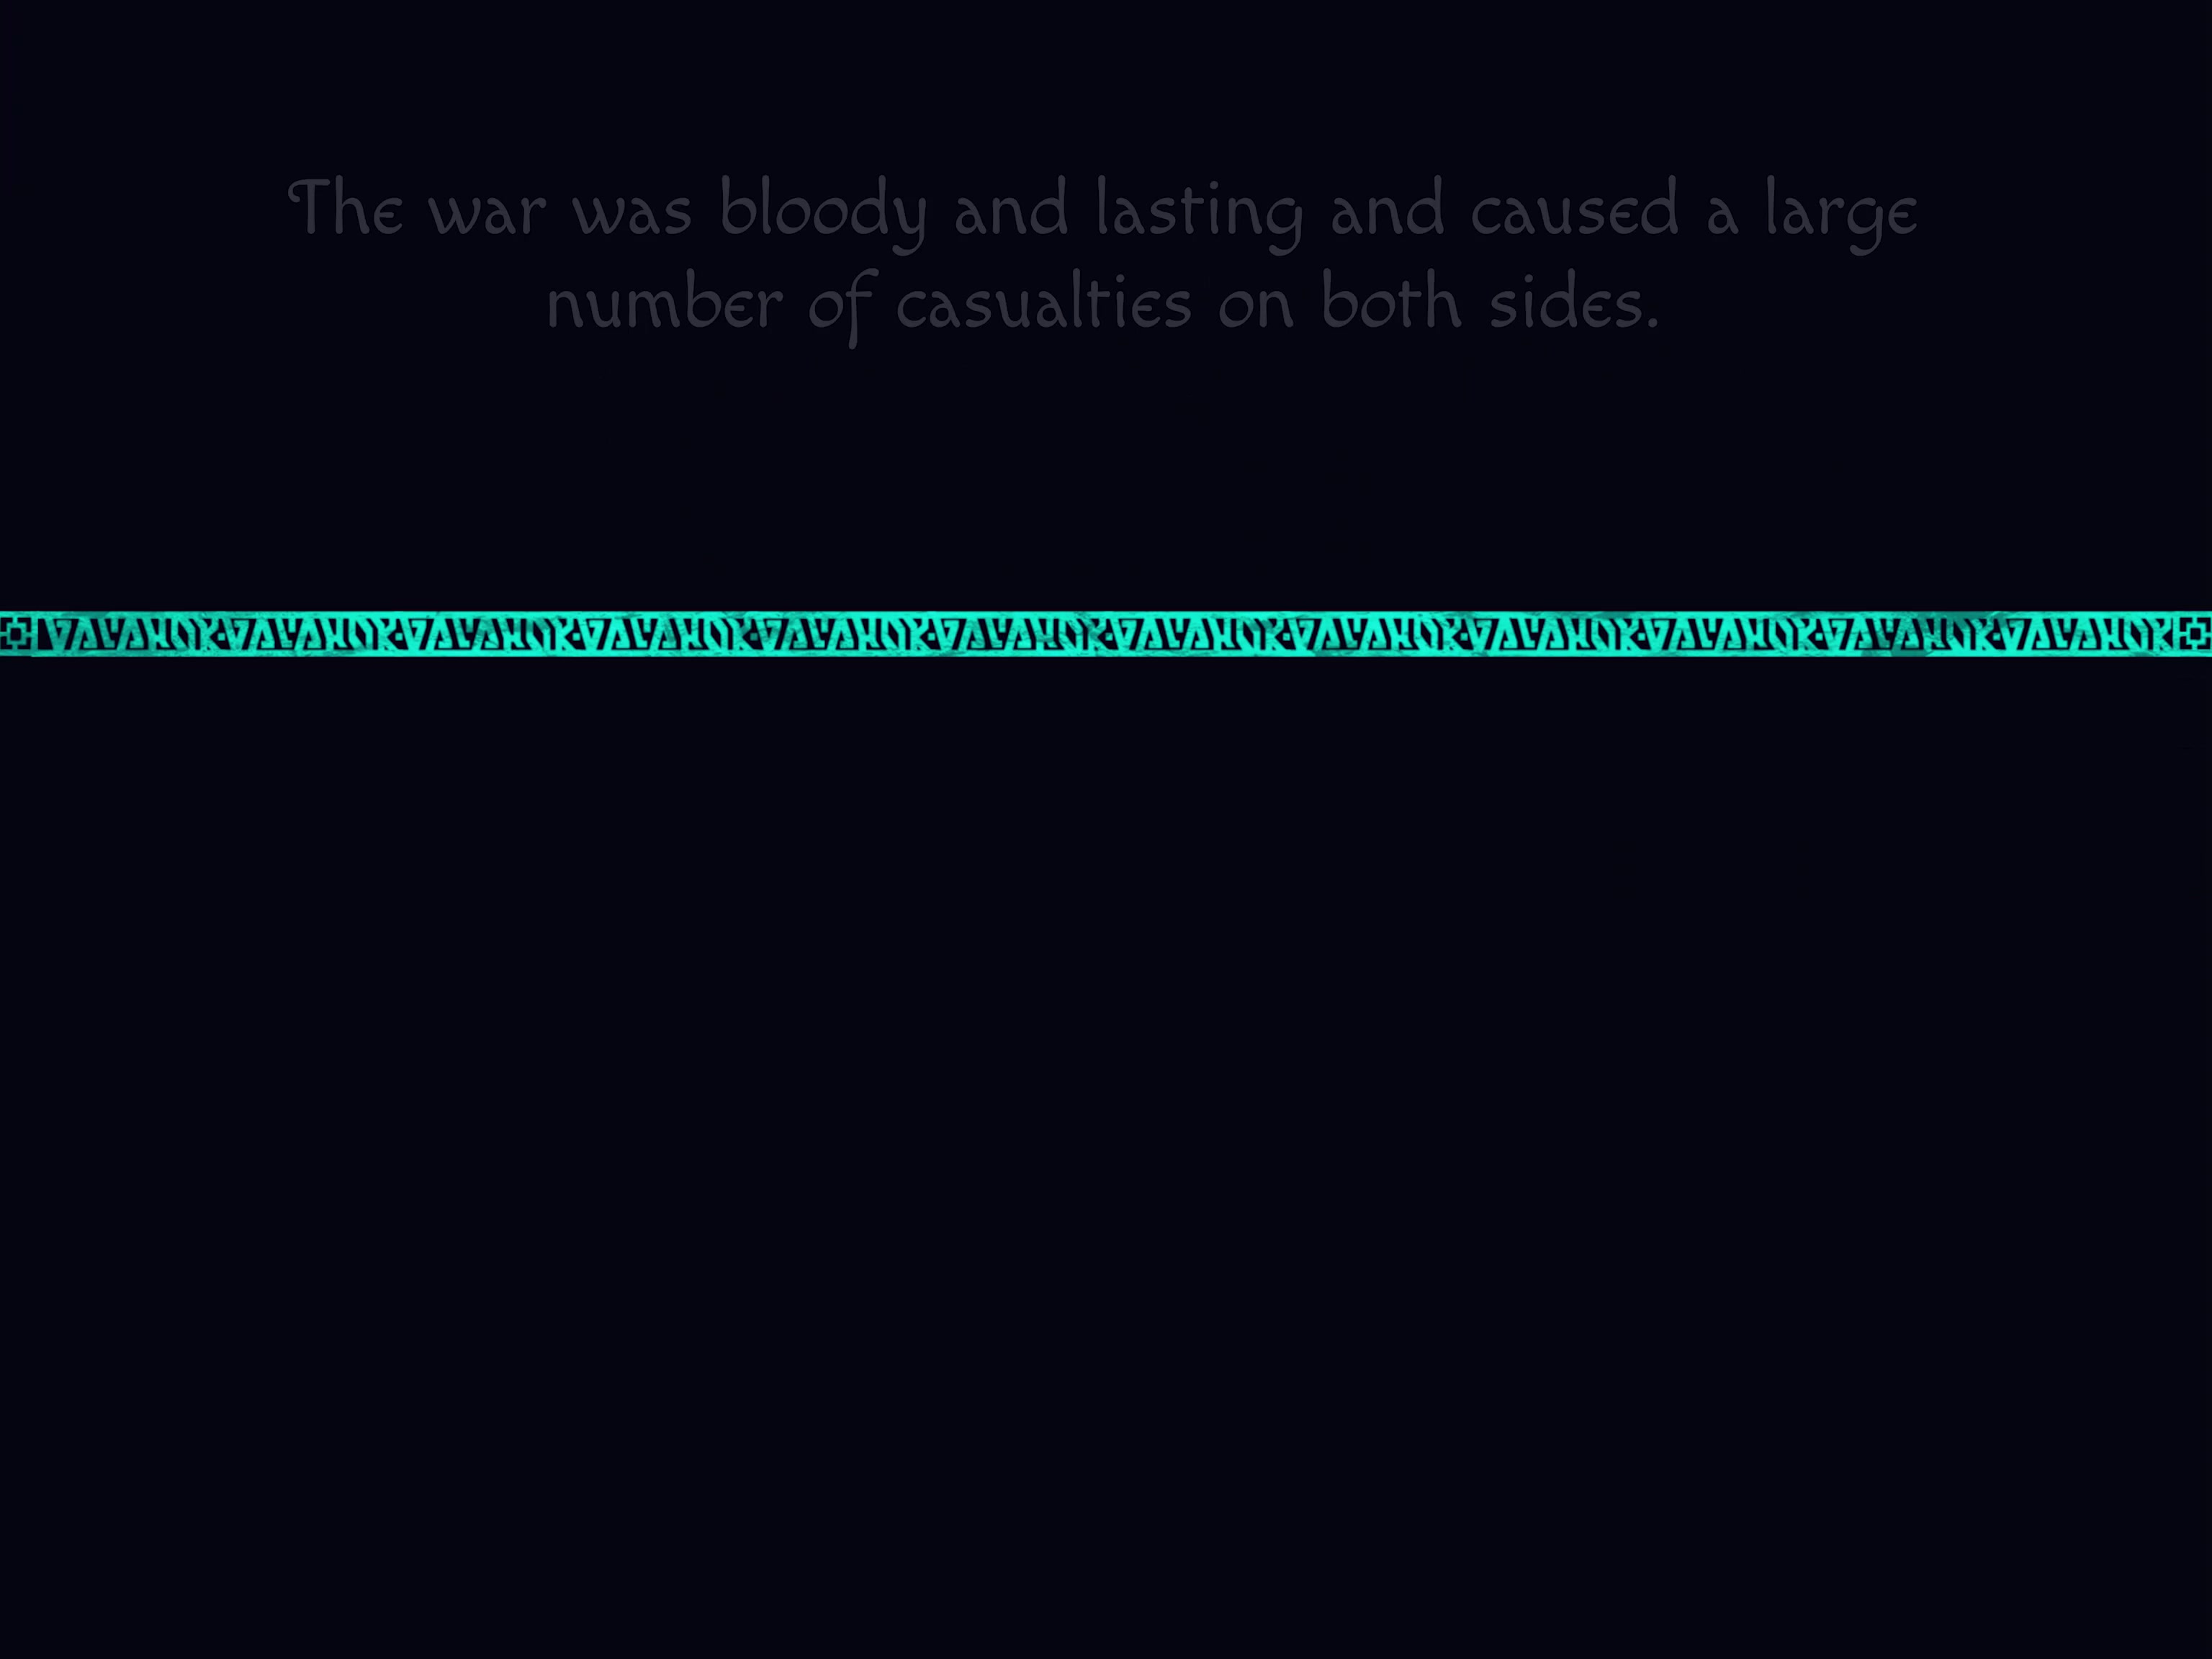 The war was bloody and lasting and caused a large
number of casualties on both sides.